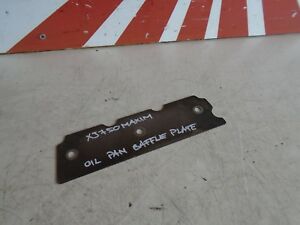 XJ750 MAXIM
OIL PAN BAFFLE PLATE